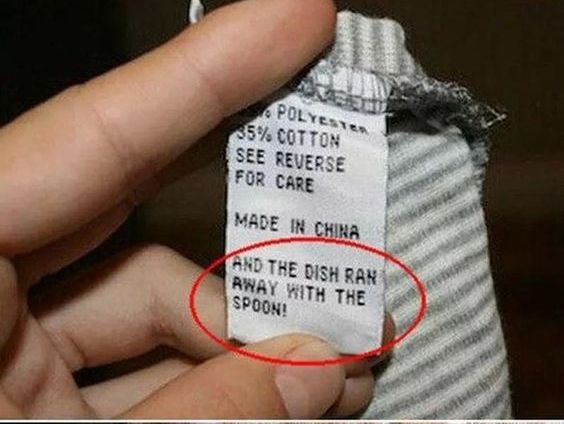 % POLYESTER
35% COTTON
SEE REVERSE
FOR CARE
MADE IN CHINA
AND THE DISH RAN
AWAY WITH THE
SPOON!